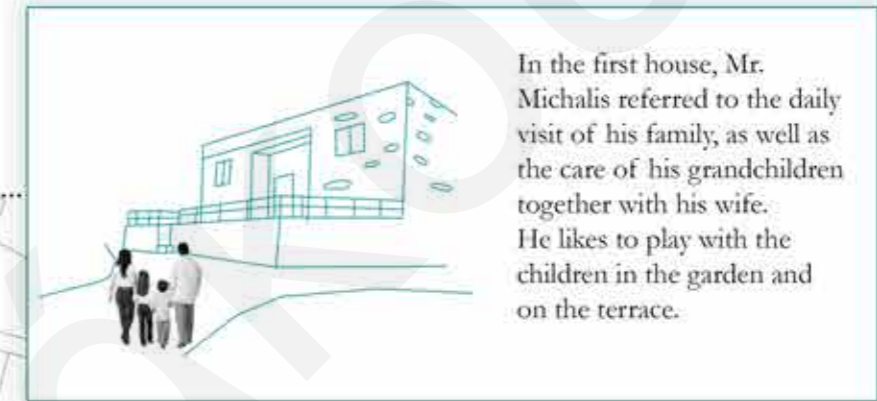 In the first house, Mr.
Michalis referred to the daily
visit of his family, as well as
the care of his grandchildren
together with his wife.
He likes to play with the
children in the garden and
on the terrace.